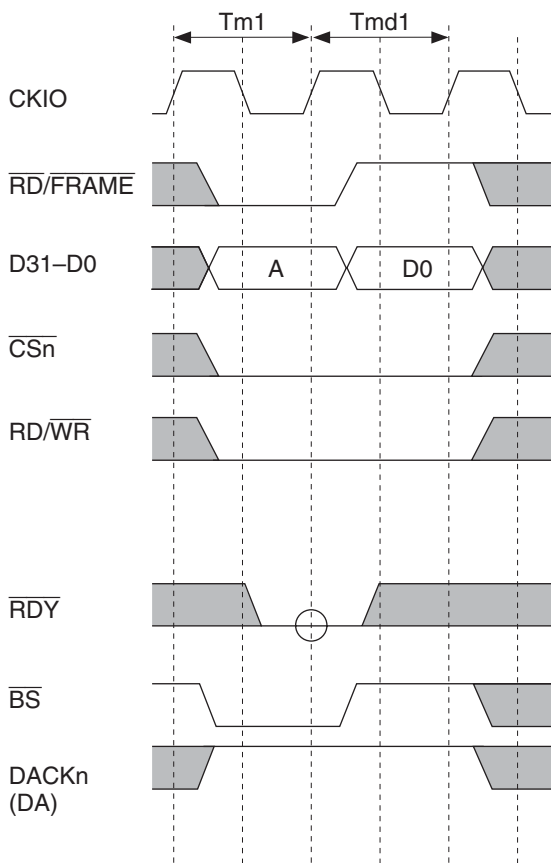 Tm1 Tmd1
CKIO
RD/FRAME
D31–D0 A D0
CSn
RD/WR
RDY
BS
DACKn
(DA)